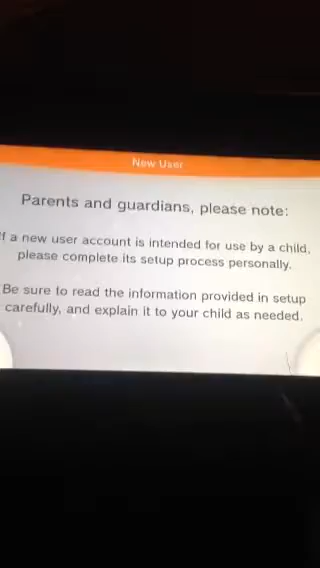 New User
Parents and guardians, please note:
If a new user account is intended for use by a child,
please complete its setup process personally.
Be sure to read the information provided in setup
carefully, and explain it to your child as needed.